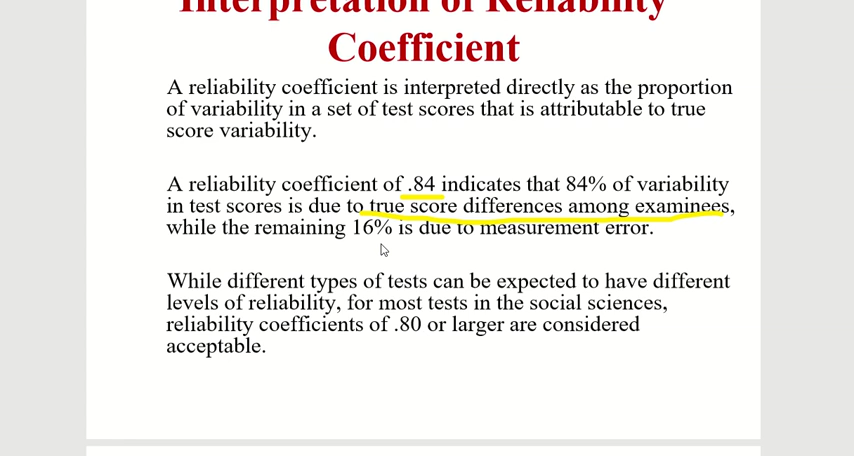 Interpretation of Reliability
Coefficient
A reliability coefficient is interpreted directly as the proportion
of variability in a set of test scores that is attributable to true
score variability.
A reliability coefficient of .84 indicates that 84% of variability
in test scores is due to true score differences among examinees,
while the remaining 16% is due to measurement error.
While different types of tests can be expected to have different
levels of reliability, for most tests in the social sciences,
reliability coefficients of .80 or larger are considered
acceptable.